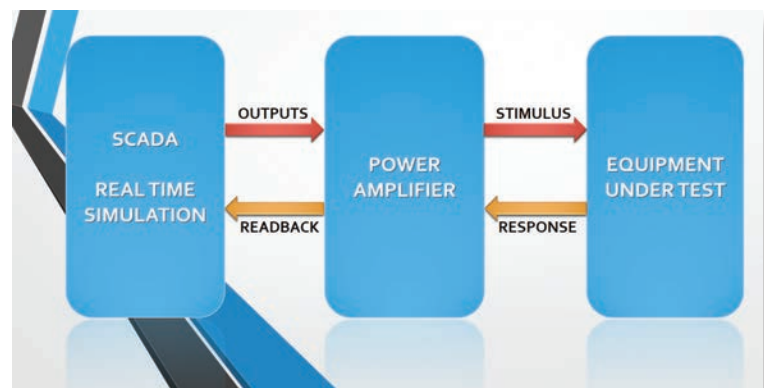 SCADA
REAL TIME
SIMULATION
OUTPUTS
READBACK
POWER
AMPLIFIER
STIMULUS
RESPONSE
EQUIPMENT
UNDER TEST